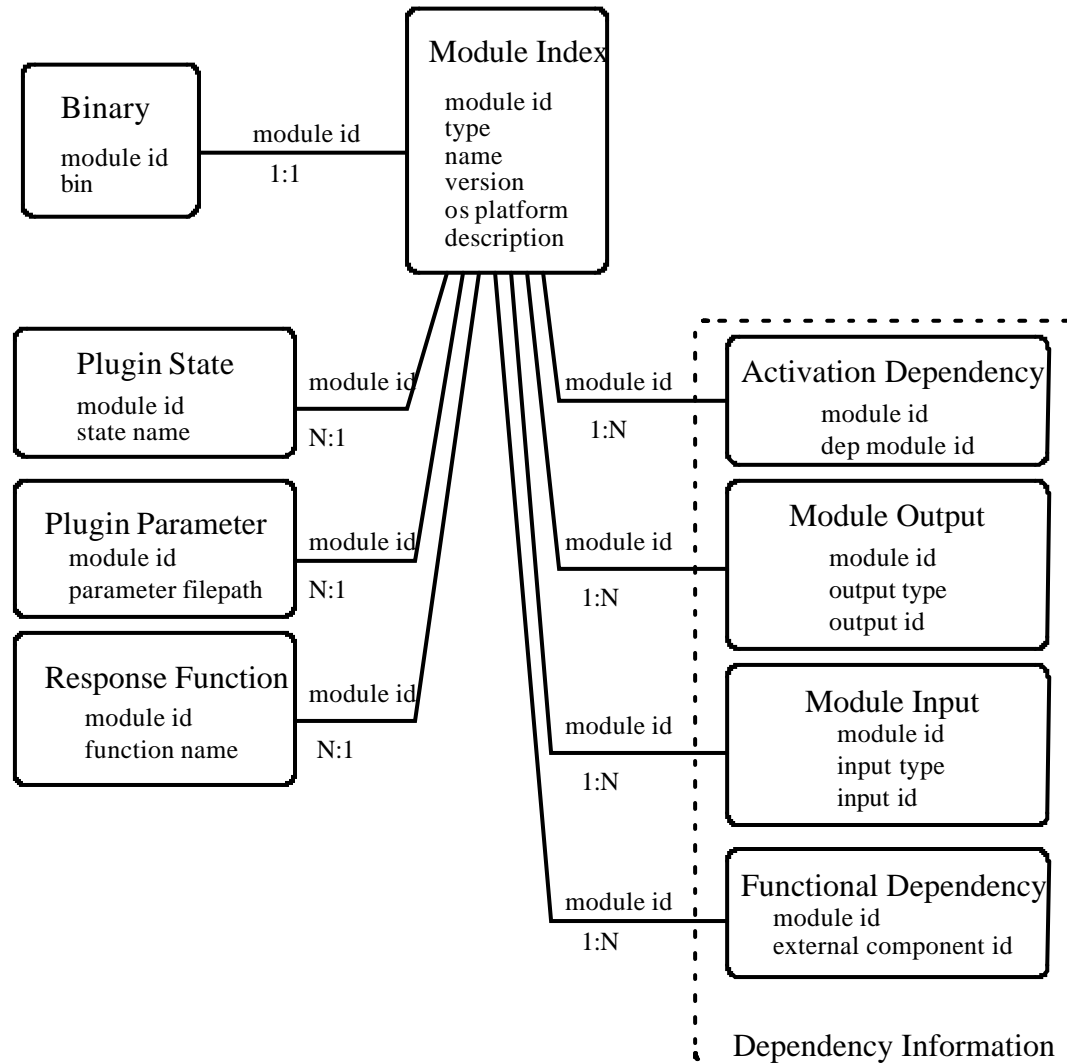 Module Index
module id
type
name
version
os platform
description
Binary
module id
bin
module id
1:1
Plugin State
module id
state name
module id
N:1
Plugin Parameter
module id
parameter filepath
module id
N:1
Response Function
module id
function name
module id
N:1
module id
1:N
Activation Dependency
module id
dep module id
module id
1:N
Module Output
module id
output type
output id
module id
1:N
Module Input
module id
input type
input id
module id
1:N
Functional Dependency
module id
external component id
Dependency Information